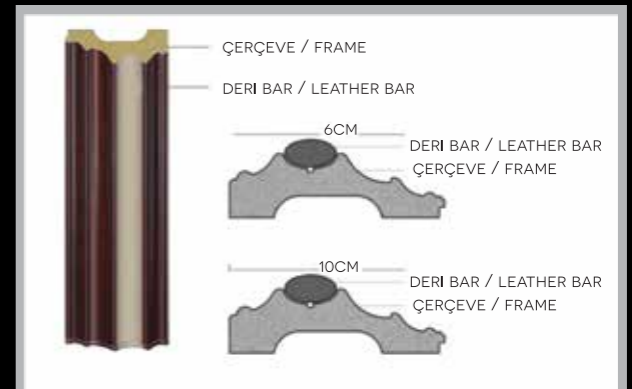 ÇERÇEVE / FRAME
DERI BAR / LEATHER BAR
6CM
DERI BAR / LEATHER BAR
ÇERÇEVE / FRAME
10CM
DERI BAR / LEATHER BAR
ÇERÇEVE / FRAME